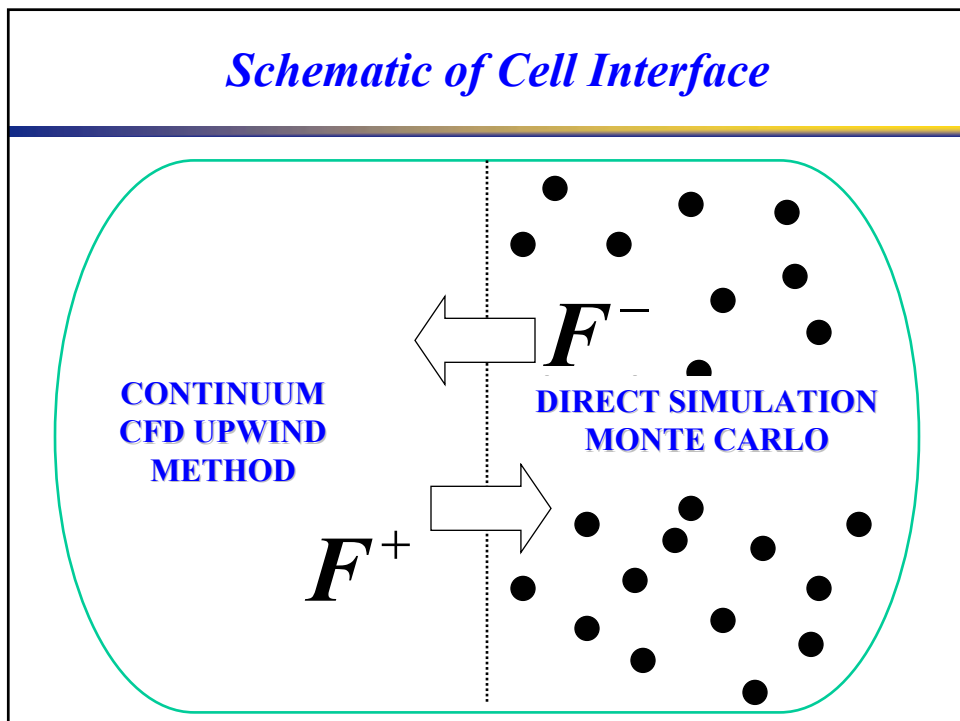 Schematic of Cell Interface
F⁻
CONTINUUM
CFD UPWIND
METHOD
DIRECT SIMULATION
MONTE CARLO
F⁺